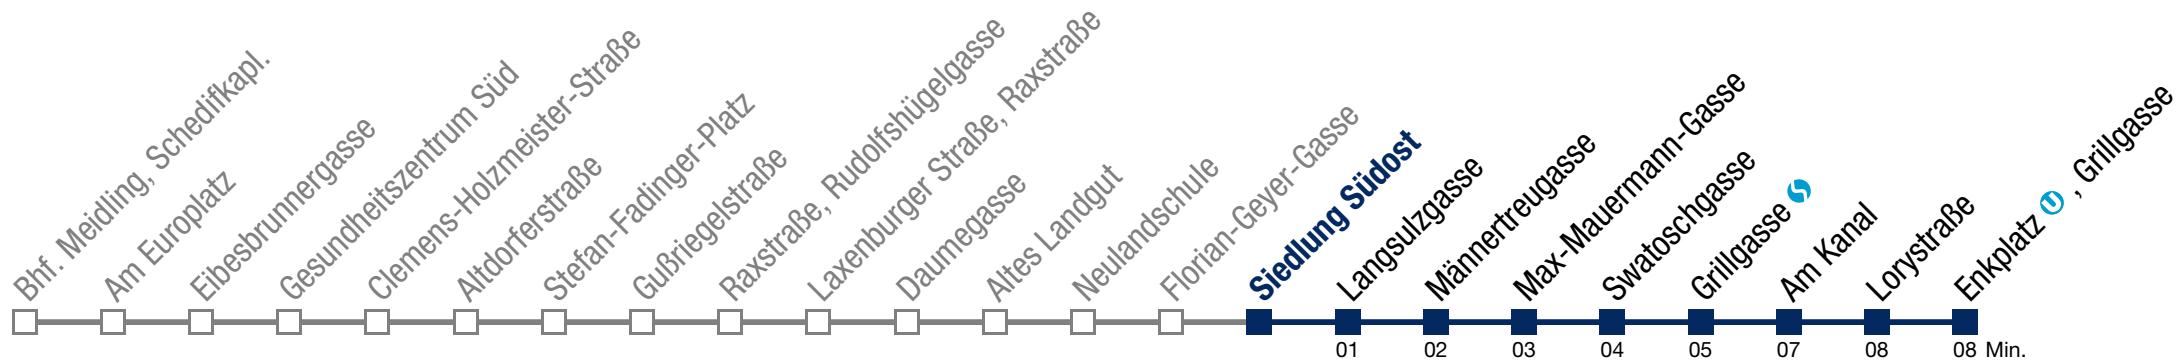 Bhf. Meidling, Schedifkapl.
Am Europlatz
Eibesbrunnergasse
Gesundheitszentrum Süd
Clemens-Holzmeister-Straße
Altdorferstraße
Stefan-Fadinger-Platz
Gußriegelstraße
Raxstraße, Rudolfshügelgasse
Laxenburger Straße, Raxstraße
Daumegasse
Altes Landgut
Neulandschule
Florian-Geyer-Gasse
Siedlung Südost
Langsulzgasse
Männertreugasse
Max-Mauermann-Gasse
Swatoschgasse
Grillgasse S
Am Kanal
Lorystraße
Enkplatz U, Grillgasse
01 02 03 04 05 07 08 08 Min.